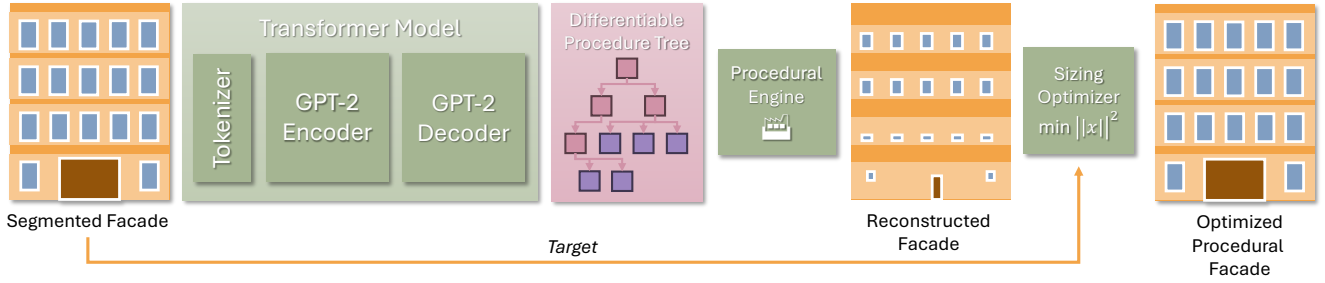 Segmented Facade
Transformer Model
Tokenizer
GPT-2
Encoder
GPT-2
Decoder
Differentiable
Procedure Tree
Procedural
Engine
Reconstructed
Facade
Sizing
Optimizer
min ||x||²
Optimized
Procedural
Facade
Target